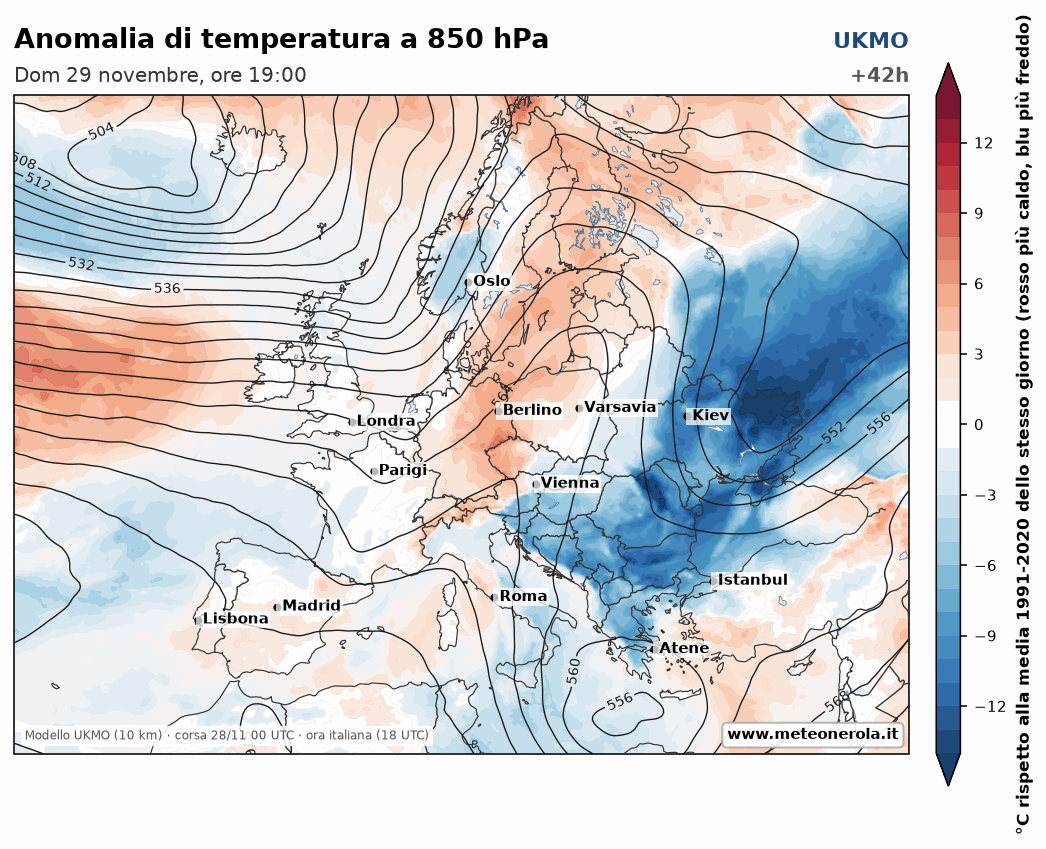 Anomalia di temperatura a 850 hPa
UKMO
Dom 29 novembre, ore 19:00
+42h
504
508
512
532
536
Oslo
Berlino
Varsavia
Kiev
Londra
552
556
Parigi
Vienna
Istanbul
Roma
Madrid
Lisbona
Atene
560
556
Modello UKMO (10 km) · corsa 28/11 00 UTC · ora italiana (18 UTC)
www.meteonerola.it
12
9
6
3
0
−3
−6
−9
−12
°C rispetto alla media 1991-2020 dello stesso giorno (rosso più caldo, blu più freddo)